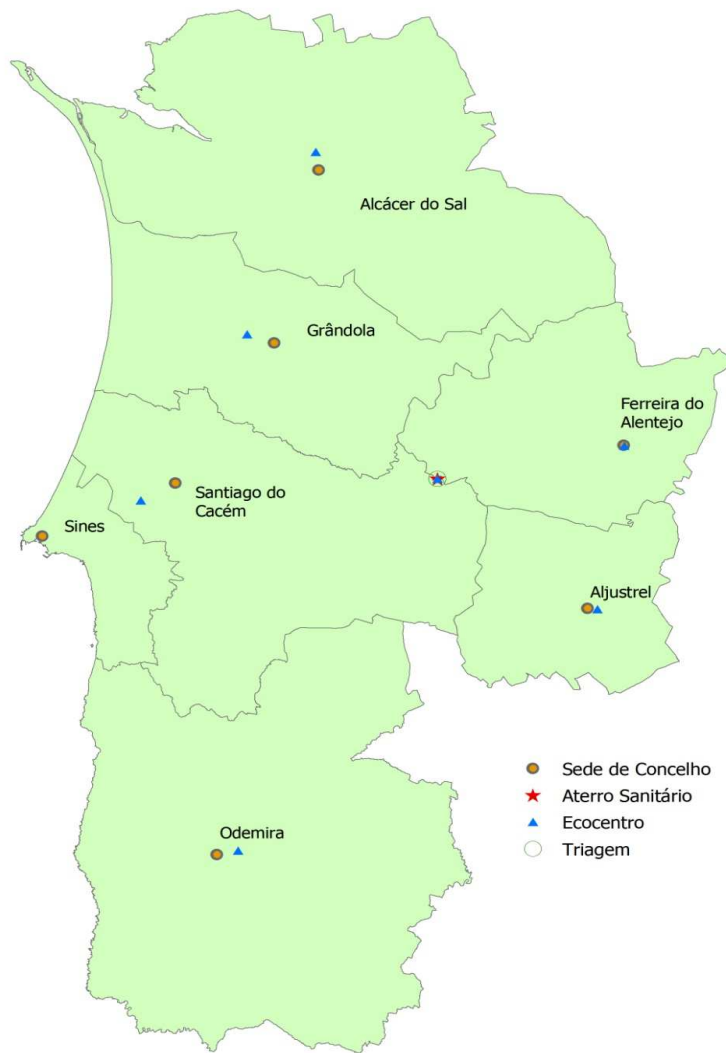 Alcácer do Sal
Grândola
Ferreira do
Alentejo
Santiago do
Cacém
Sines
Aljustrel
Odemira
Sede de Concelho
Aterro Sanitário
Ecocentro
Triagem